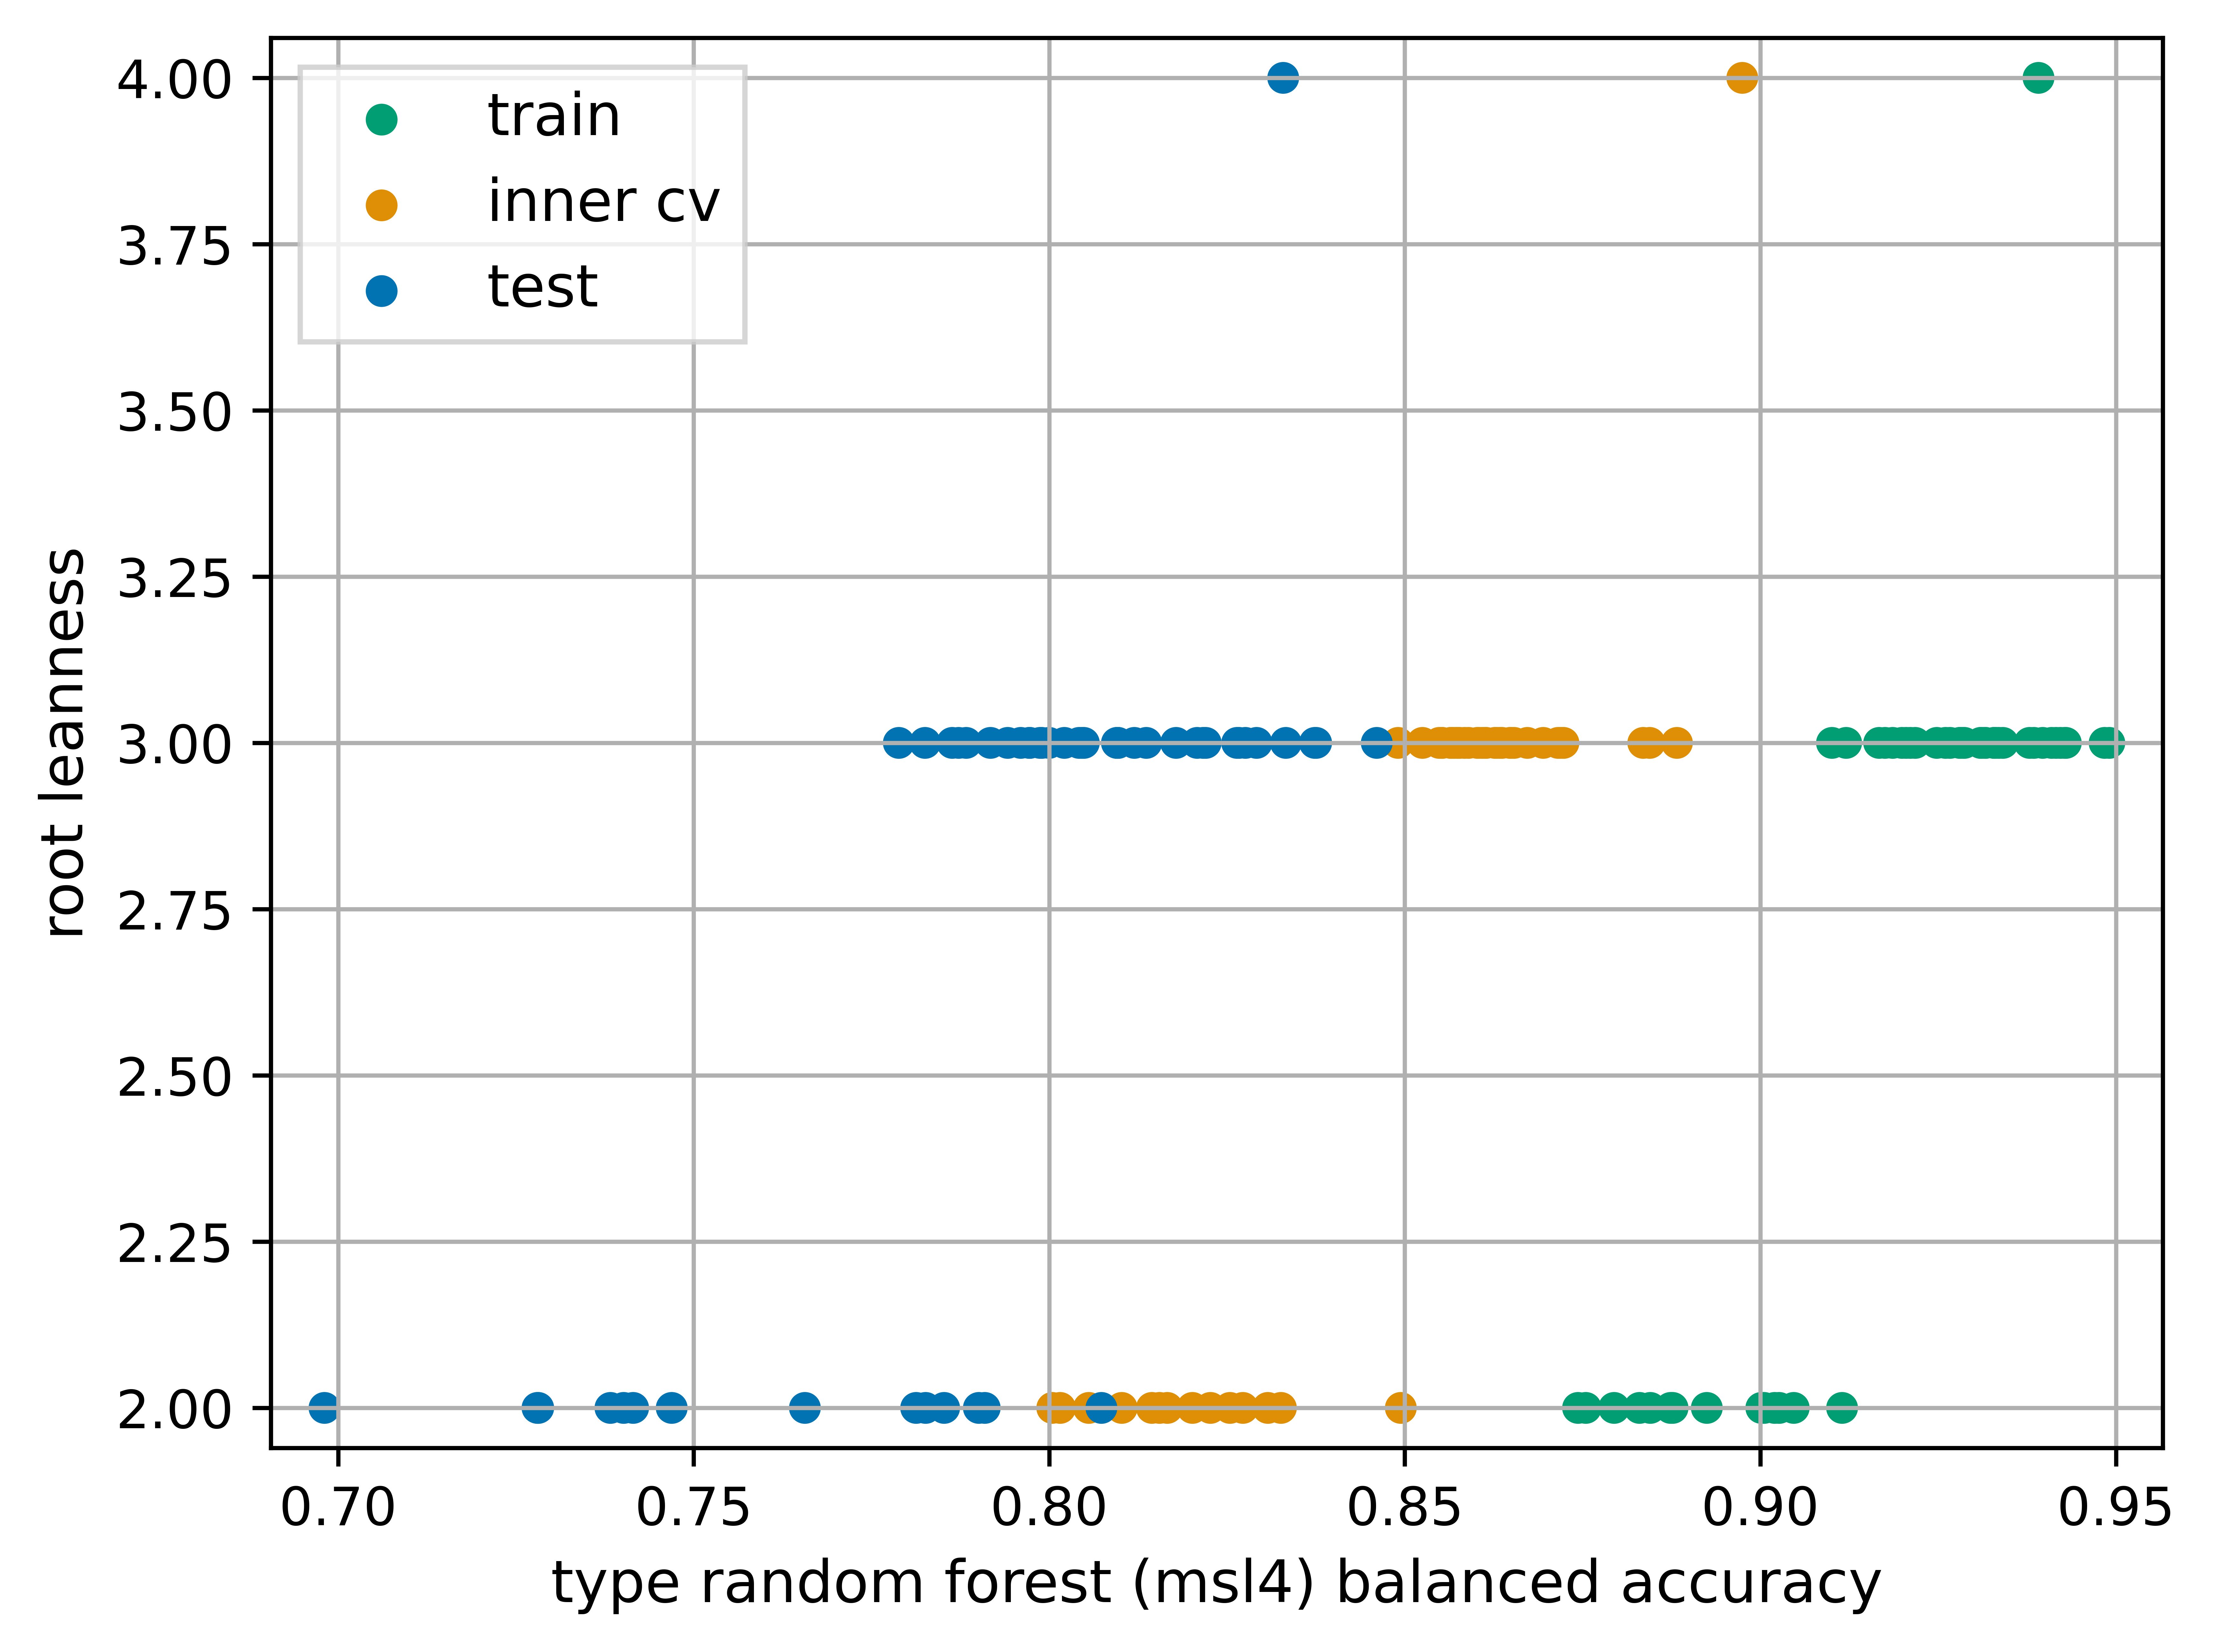 4.00
3.75
3.50
3.25
3.00
2.75
2.50
2.25
2.00
root leanness
train
inner cv
test
0.70 0.75 0.80 0.85 0.90 0.95
type random forest (msl4) balanced accuracy